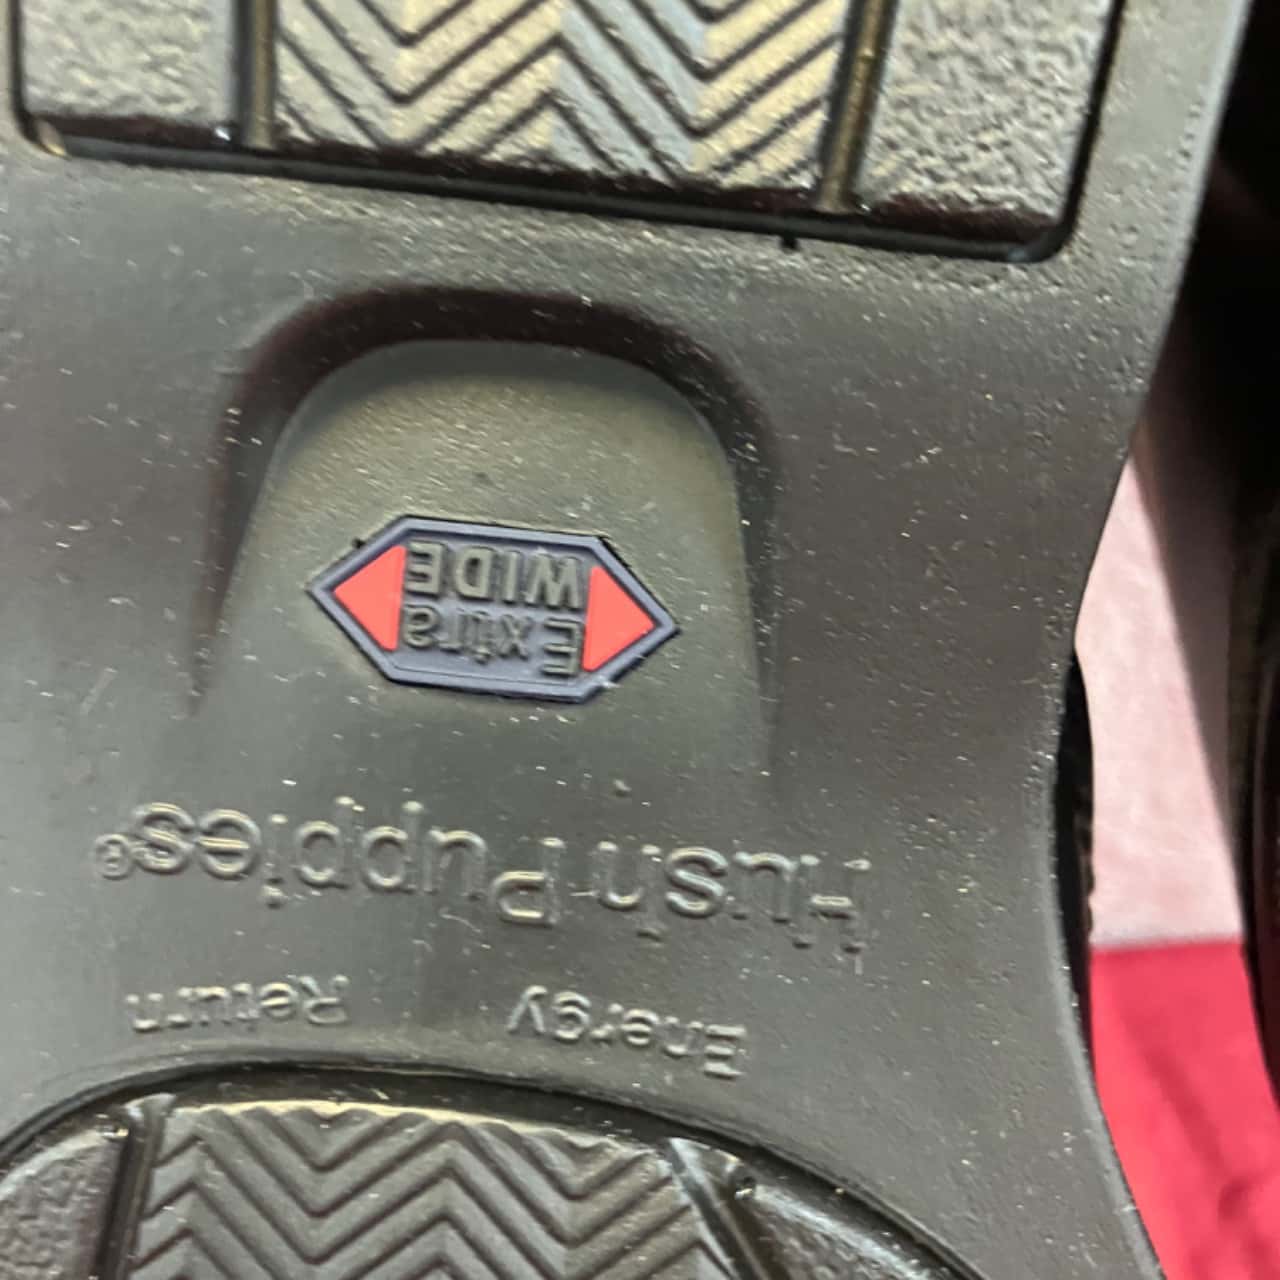 Energy Return
Hush Puppies®
Extra
WIDE